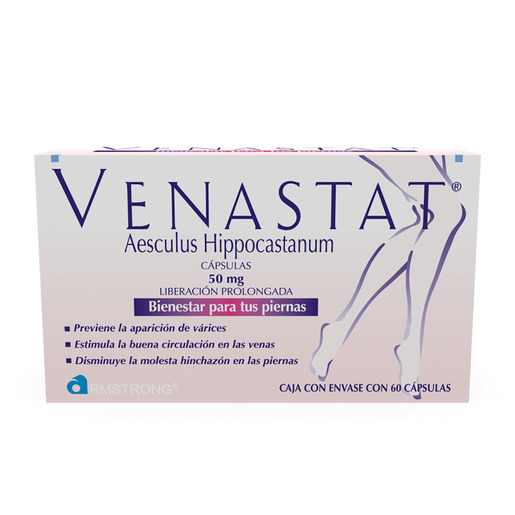 VENASTAT
VENASTAT®
Aesculus Hippocastanum
CÁPSULAS
50 mg
LIBERACIÓN PROLONGADA
Bienestar para tus piernas
▪ Previene la aparición de várices
▪ Estimula la buena circulación en las venas
▪ Disminuye la molesta hinchazón en las piernas
ARMSTRONG®
CAJA CON ENVASE CON 60 CÁPSULAS